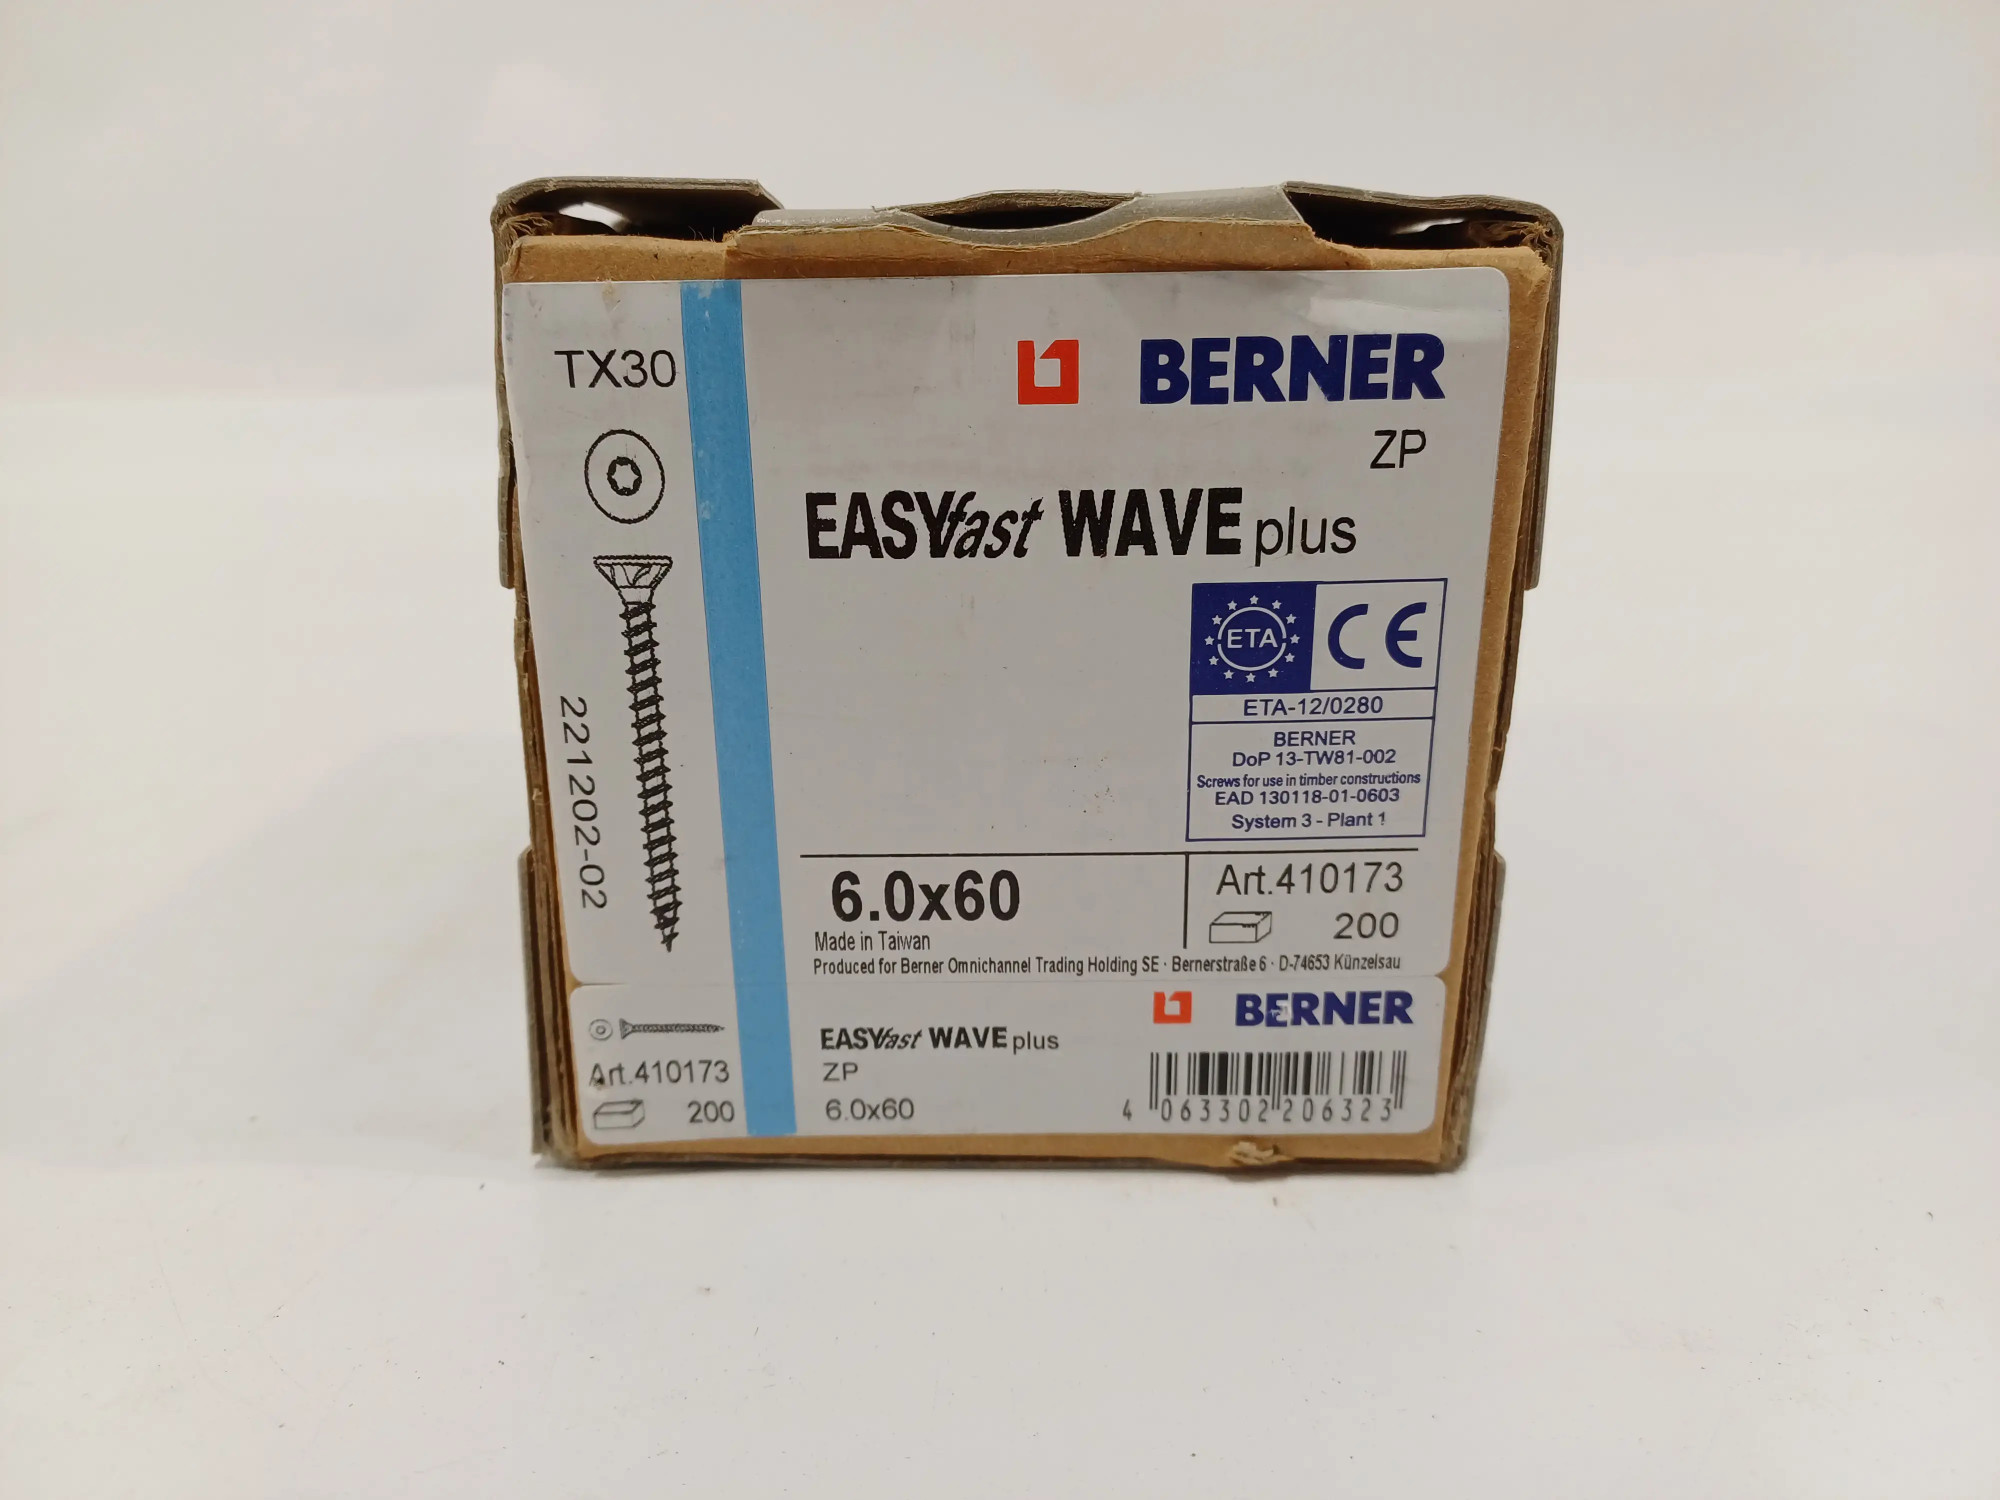 TX30
221202-02
BERNER
ZP
EASYfast WAVE plus
ETA
CE
ETA-12/0280
BERNER
DoP 13-TW81-002
Screws for use in timber constructions
EAD 130118-01-0603
System 3 - Plant 1
6.0x60
Art.410173
200
Made in Taiwan
Produced for Berner Omnichannel Trading Holding SE · Bernerstraße 6 · D-74653 Künzelsau
Art.410173
200
BERNER
EASYfast WAVE plus
ZP
6.0x60
4 063302 206323